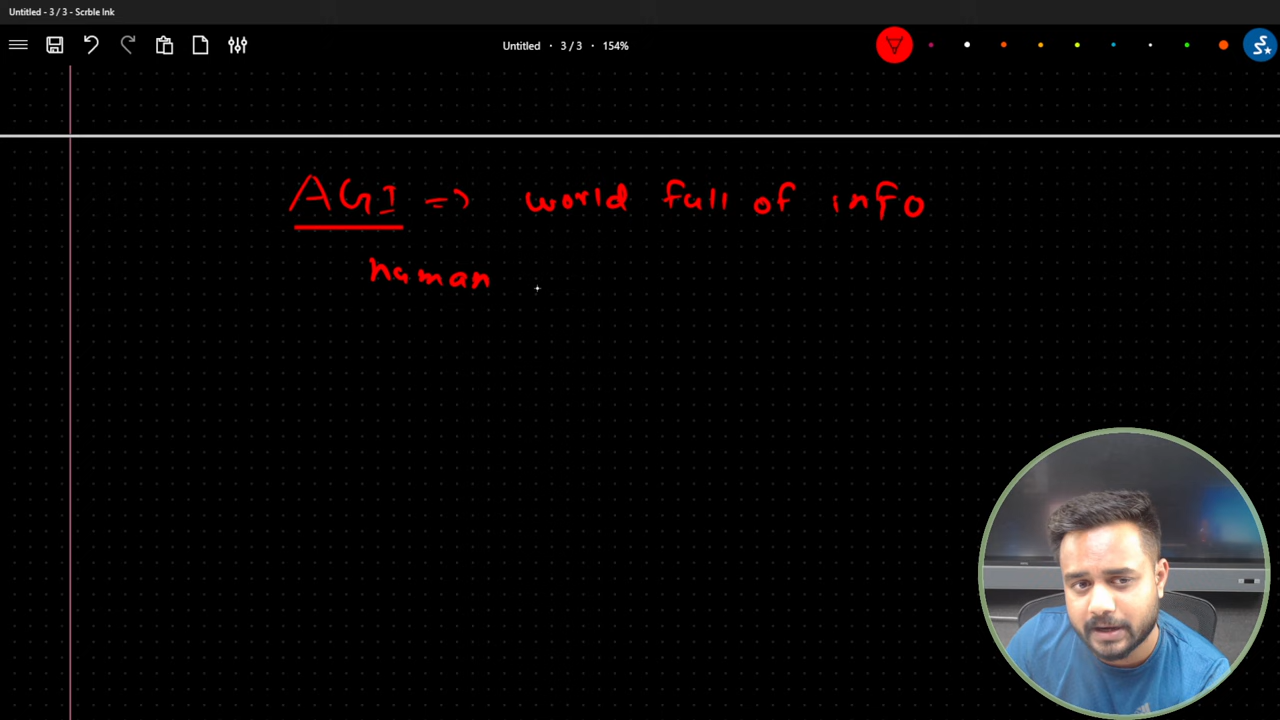 Untitled - 3 / 3 - Scrble Ink
Untitled · 3 / 3 · 154%
AGI => world full of info
human